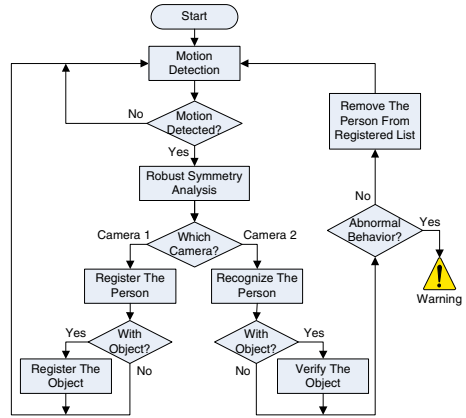 Start
Motion
Detection
No
Motion
Detected?
Yes
Robust Symmetry
Analysis
Camera 1
Which
Camera?
Camera 2
Register The
Person
Recognize The
Person
Yes
With
Object?
No
Register The
Object
With
Object?
Yes
No
Verify The
Object
Remove The
Person From
Registered List
No
Abnormal
Behavior?
Yes
Warning